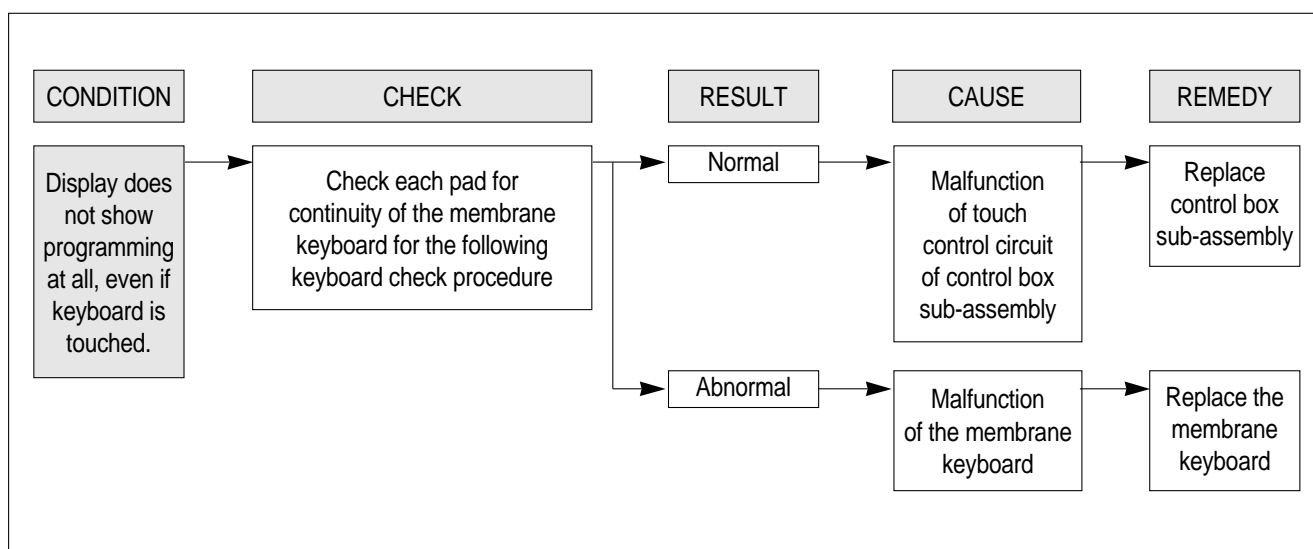 CONDITION
CHECK
RESULT
CAUSE
REMEDY
Display does
not show
programming
at all, even if
keyboard is
touched.
Check each pad for
continuity of the membrane
keyboard for the following
keyboard check procedure
Normal
Malfunction
of touch
control circuit
of control box
sub-assembly
Replace
control box
sub-assembly
Abnormal
Malfunction
of the membrane
keyboard
Replace the
membrane
keyboard